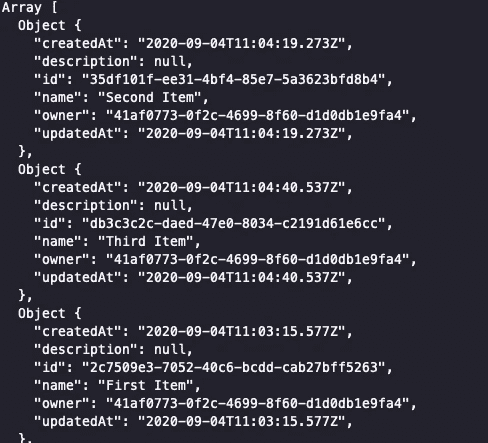 Array [
  Object {
    "createdAt": "2020-09-04T11:04:19.273Z",
    "description": null,
    "id": "35df101f-ee31-4bf4-85e7-5a3623bfd8b4",
    "name": "Second Item",
    "owner": "41af0773-0f2c-4699-8f60-d1d0db1e9fa4",
    "updatedAt": "2020-09-04T11:04:19.273Z",
  },
  Object {
    "createdAt": "2020-09-04T11:04:40.537Z",
    "description": null,
    "id": "db3c3c2c-daed-47e0-8034-c2191d61e6cc",
    "name": "Third Item",
    "owner": "41af0773-0f2c-4699-8f60-d1d0db1e9fa4",
    "updatedAt": "2020-09-04T11:04:40.537Z",
  },
  Object {
    "createdAt": "2020-09-04T11:03:15.577Z",
    "description": null,
    "id": "2c7509e3-7052-40c6-bcdd-cab27bff5263",
    "name": "First Item",
    "owner": "41af0773-0f2c-4699-8f60-d1d0db1e9fa4",
    "updatedAt": "2020-09-04T11:03:15.577Z",
  },